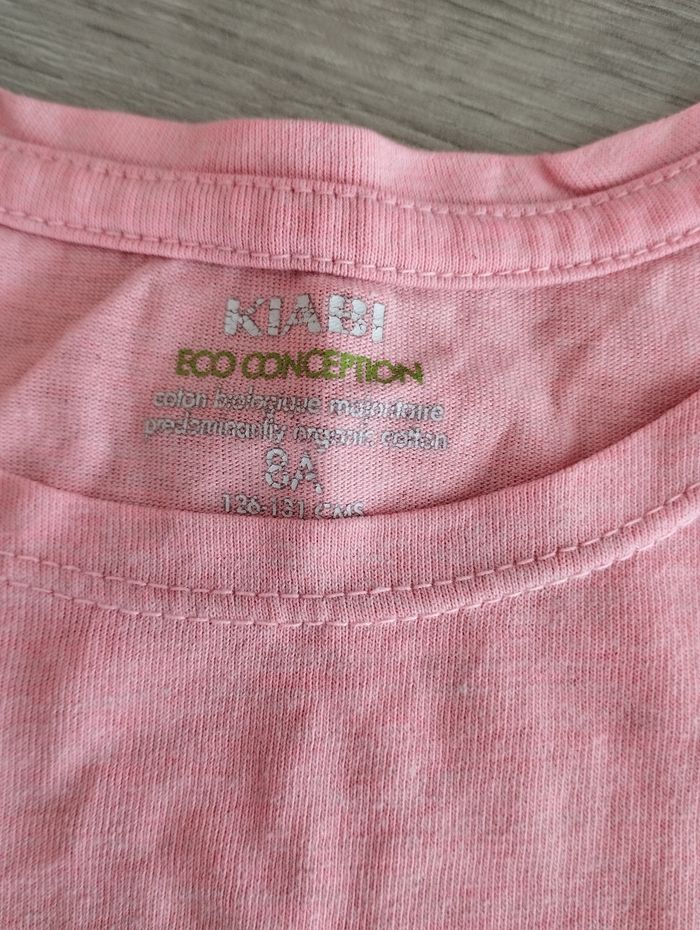 KIABI
ECO CONCEPTION
coton biologique majoritaire
predominantly organic cotton
8A
126-131 CMS